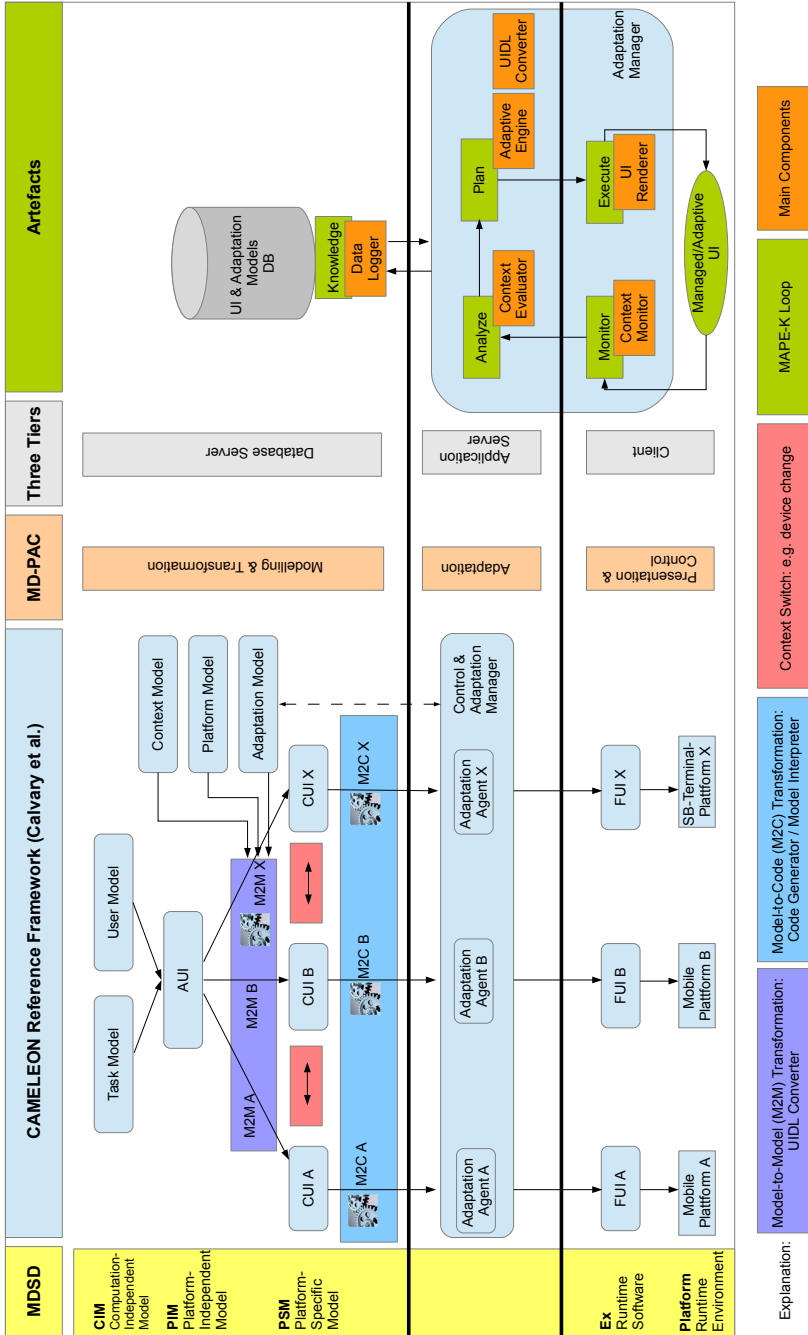 MDSD
CAMELEON Reference Framework (Calvary et al.)
MD-PAC
Three Tiers
Artefacts
CIM
Computation-
Independent
Model
PIM
Platform-
Independent
Model
PSM
Platform-
Specific
Model
Ex
Runtime
Software
Platform
Runtime
Environment
Task Model
User Model
AUI
Context Model
Platform Model
Adaptation Model
M2M A
M2M B
M2M X
CUI A
CUI B
CUI X
M2C A
M2C B
M2C X
Adaptation
Agent A
Adaptation
Agent B
Adaptation
Agent X
Control &
Adaptation
Manager
FUI A
FUI B
FUI X
Mobile
Plattform A
Mobile
Plattform B
SB-Terminal-
Plattform X
Modelling & Transformation
Adaptation
Presentation &
Control
Database Server
Application
Server
Client
UI & Adaptation
Models
DB
Knowledge
Data
Logger
Analyze
Context
Evaluator
Plan
Adaptive
Engine
UIDL
Converter
Monitor
Context
Monitor
Execute
UI
Renderer
Adaptation
Manager
Managed/Adaptive
UI
Explanation:
Model-to-Model (M2M) Transformation:
UIDL Converter
Model-to-Code (M2C) Transformation:
Code Generator / Model Interpreter
Context Switch: e.g. device change
MAPE-K Loop
Main Components